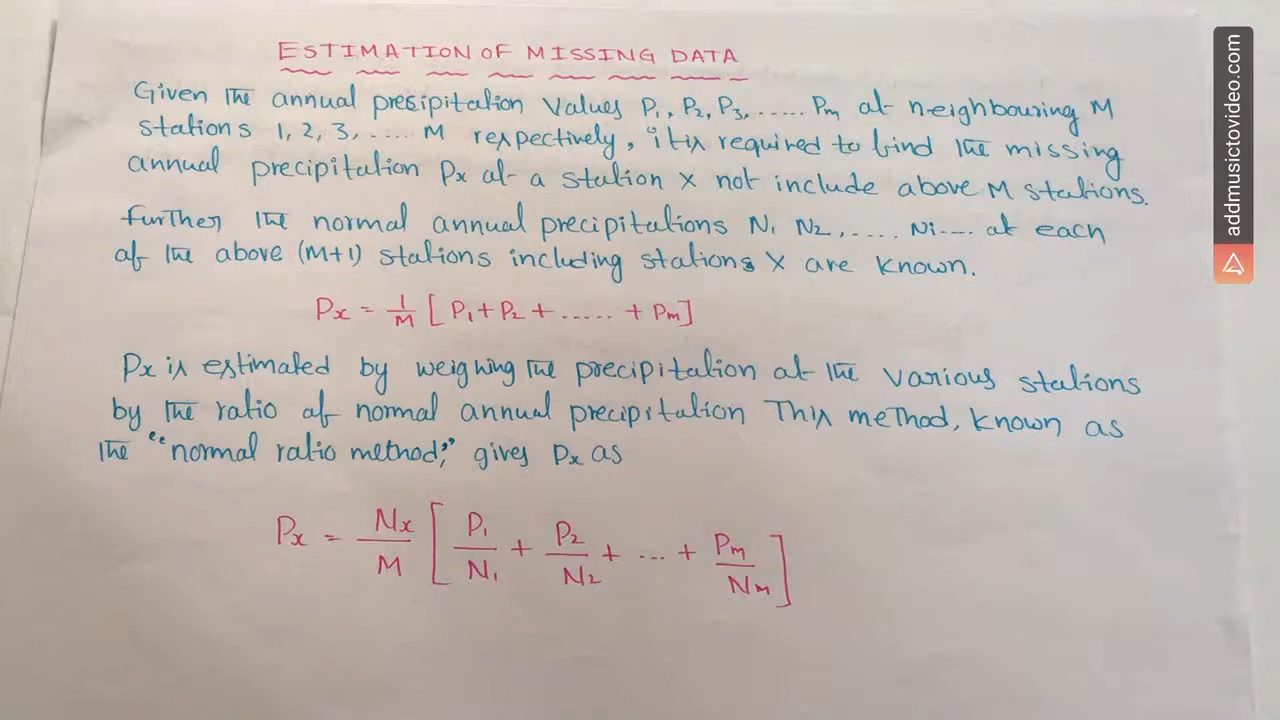 ESTIMATION OF MISSING DATA
Given the annual precipitation values P1, P2, P3, ...... Pm at neighbouring M
stations 1, 2, 3, .... M respectively, it is required to find the missing
annual precipitation Px at a station X not include above M stations.
Further the normal annual precipitations N1 N2, ..... Ni.... at each
of the above (M+1) stations including stations X are known.
Px = 1/M [P1 + P2 + ...... + Pm]
Px is estimated by weighing the precipitation at the various stations
by the ratio of normal annual precipitation This method, known as
the "normal ratio method," gives Px as
Px = Nx/M [P1/N1 + P2/N2 + ... + Pm/Nm]
addmusictovideo.com